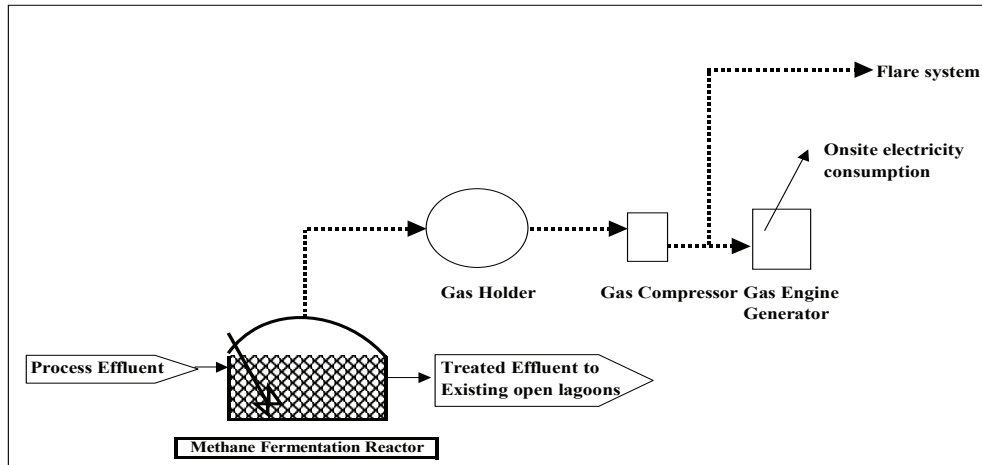 Flare system
Onsite electricity
consumption
Gas Holder
Gas Compressor
Gas Engine
Generator
Process Effluent
Treated Effluent to
Existing open lagoons
Methane Fermentation Reactor